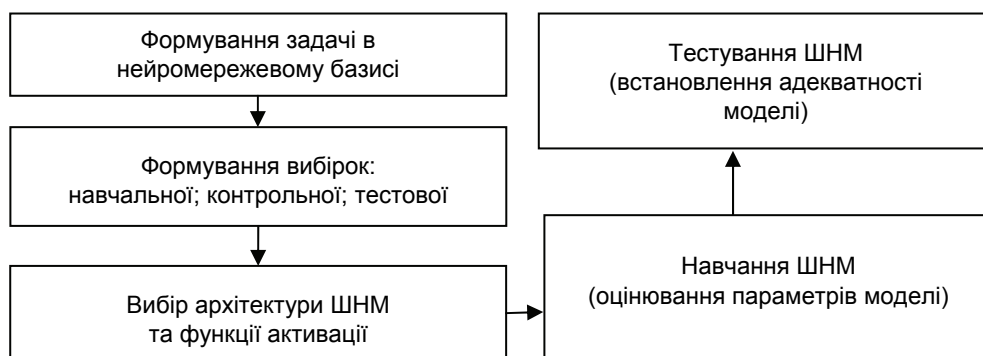 Формування задачі в
нейромережевому базисі
Формування вибірок:
навчальної; контрольної; тестової
Вибір архітектури ШНМ
та функції активації
Навчання ШНМ
(оцінювання параметрів моделі)
Тестування ШНМ
(встановлення адекватності
моделі)